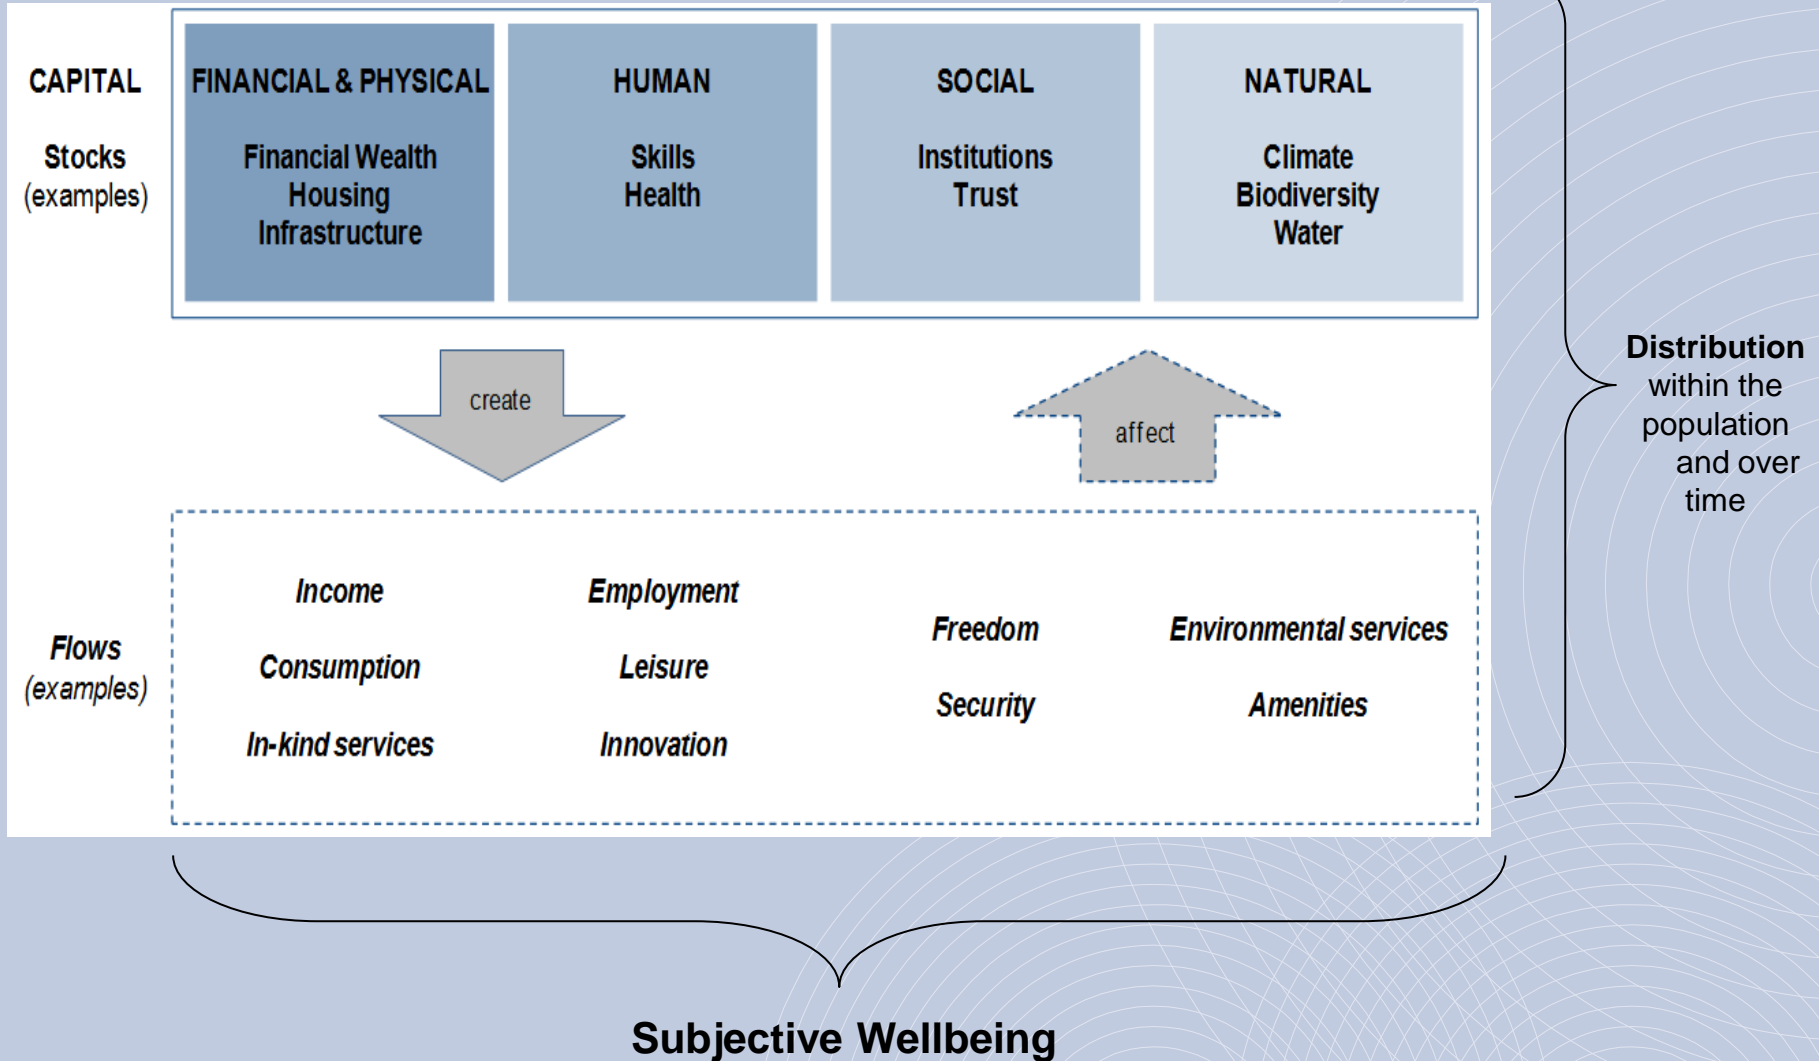 CAPITAL
Stocks
(examples)
FINANCIAL & PHYSICAL
Financial Wealth
Housing
Infrastructure
HUMAN
Skills
Health
SOCIAL
Institutions
Trust
NATURAL
Climate
Biodiversity
Water
create
affect
Flows
(examples)
Income
Consumption
In-kind services
Employment
Leisure
Innovation
Freedom
Security
Environmental services
Amenities
Distribution
within the
population
and over
time
Subjective Wellbeing